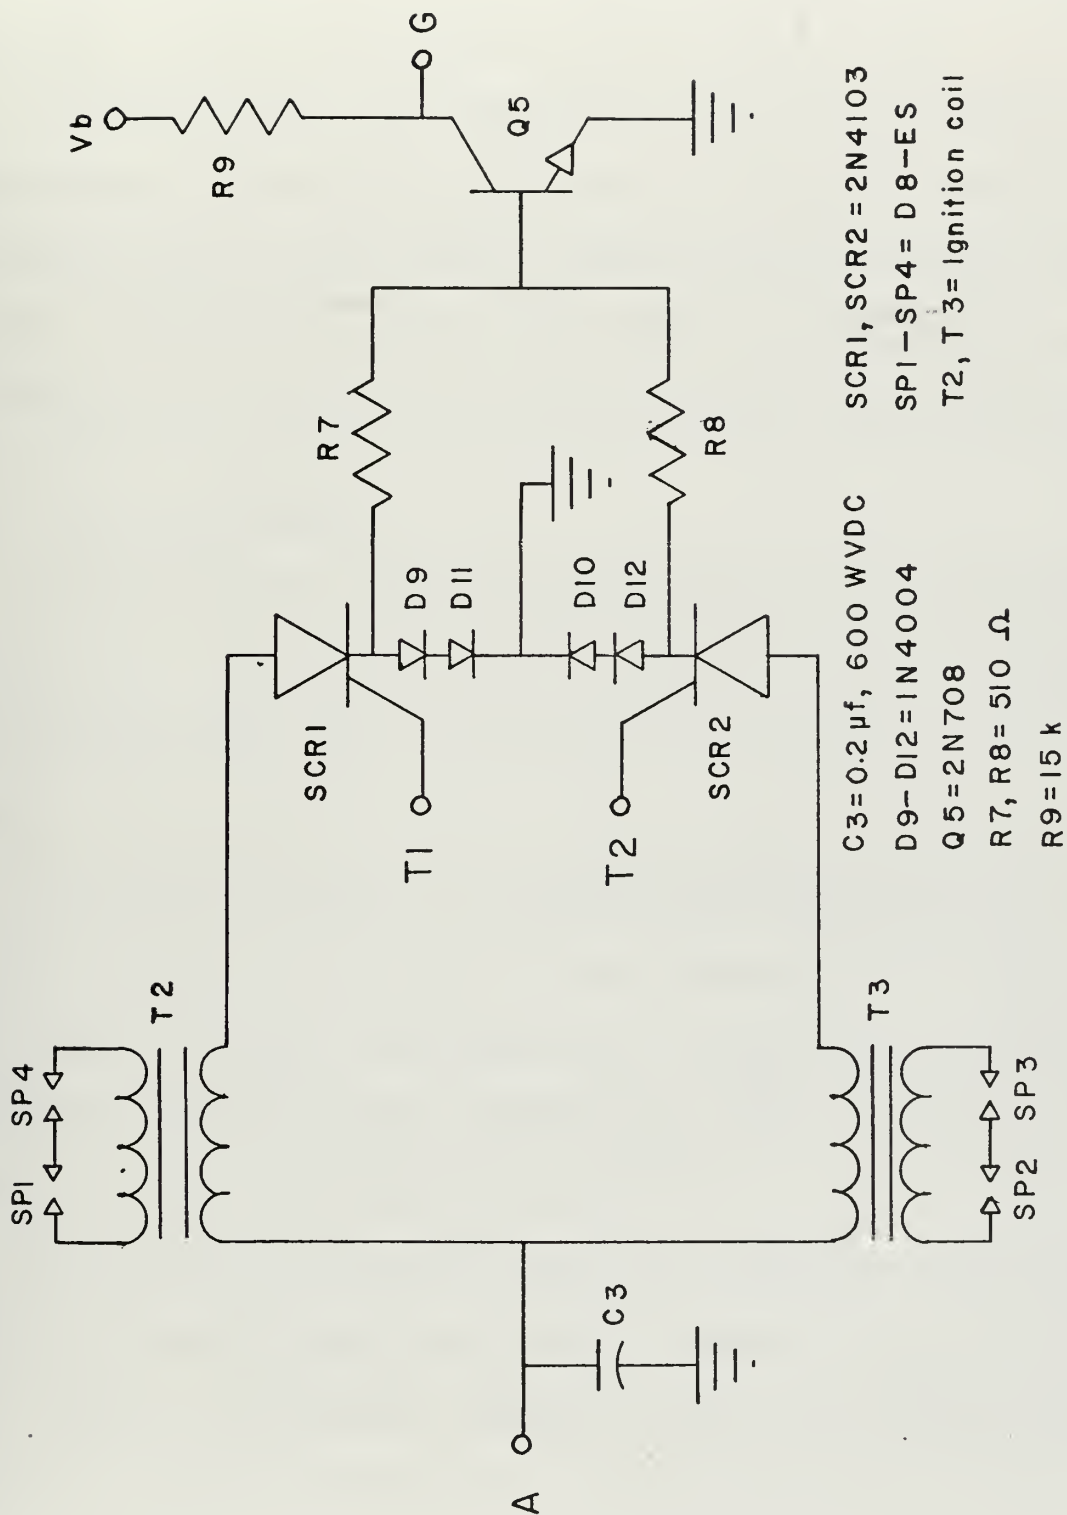 SP1 SP4
T2
SCR1
T1
D9
D11
R7
Vb
R9
G
Q5
A
C3
T2
D10
D12
SCR2
R8
T3
SP2 SP3
C3=0.2 µf, 600 WVDC
D9-D12=1N4004
Q5=2N708
R7, R8=510 Ω
R9=15k
SCR1, SCR2=2N4103
SP1-SP4=D8-ES
T2, T3=Ignition coil